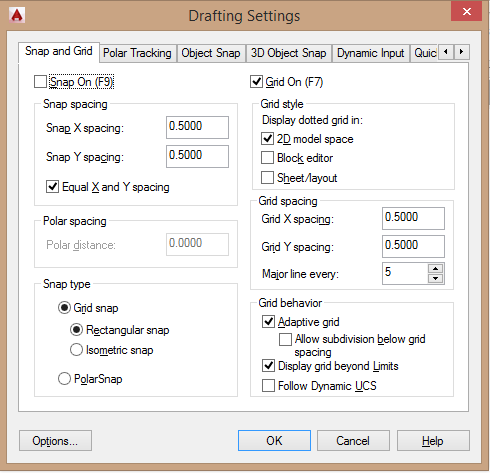 Drafting Settings
Snap and Grid
Polar Tracking
Object Snap
3D Object Snap
Dynamic Input
Quic
Snap On (F9)
Snap spacing
Snap X spacing:
0.5000
Snap Y spacing:
0.5000
Equal X and Y spacing
Polar spacing
Polar distance:
0.0000
Snap type
Grid snap
Rectangular snap
Isometric snap
PolarSnap
Grid On (F7)
Grid style
Display dotted grid in:
2D model space
Block editor
Sheet/layout
Grid spacing
Grid X spacing:
0.5000
Grid Y spacing:
0.5000
Major line every:
5
Grid behavior
Adaptive grid
Allow subdivision below grid
spacing
Display grid beyond Limits
Follow Dynamic UCS
Options...
OK
Cancel
Help